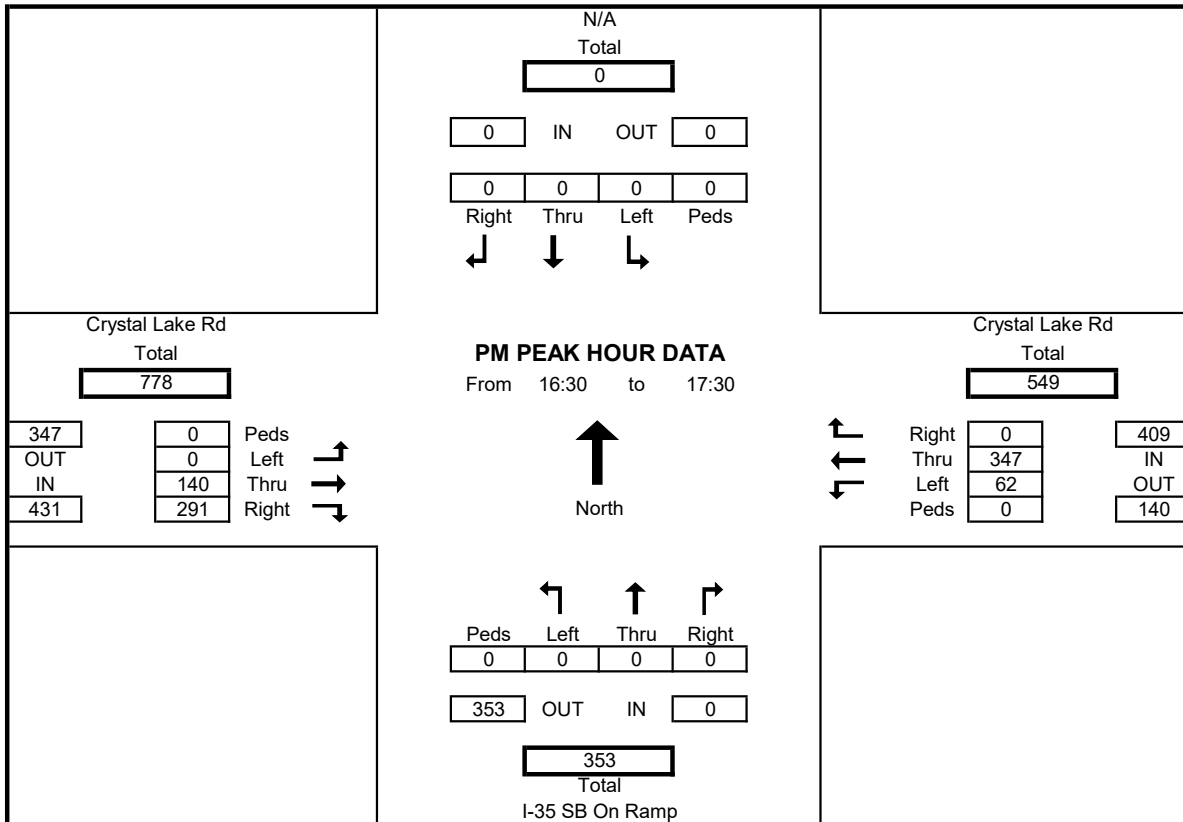 N/A
Total
0
0 IN OUT 0
0 0 0 0
Right Thru Left Peds
Crystal Lake Rd
Total
778
347 0 Peds
OUT 0 Left
IN 140 Thru
431 291 Right
PM PEAK HOUR DATA
From 16:30 to 17:30
North
Crystal Lake Rd
Total
549
Right 0 409
Thru 347 IN
Left 62 OUT
Peds 0 140
Peds Left Thru Right
0 0 0 0
353 OUT IN 0
353
Total
I-35 SB On Ramp